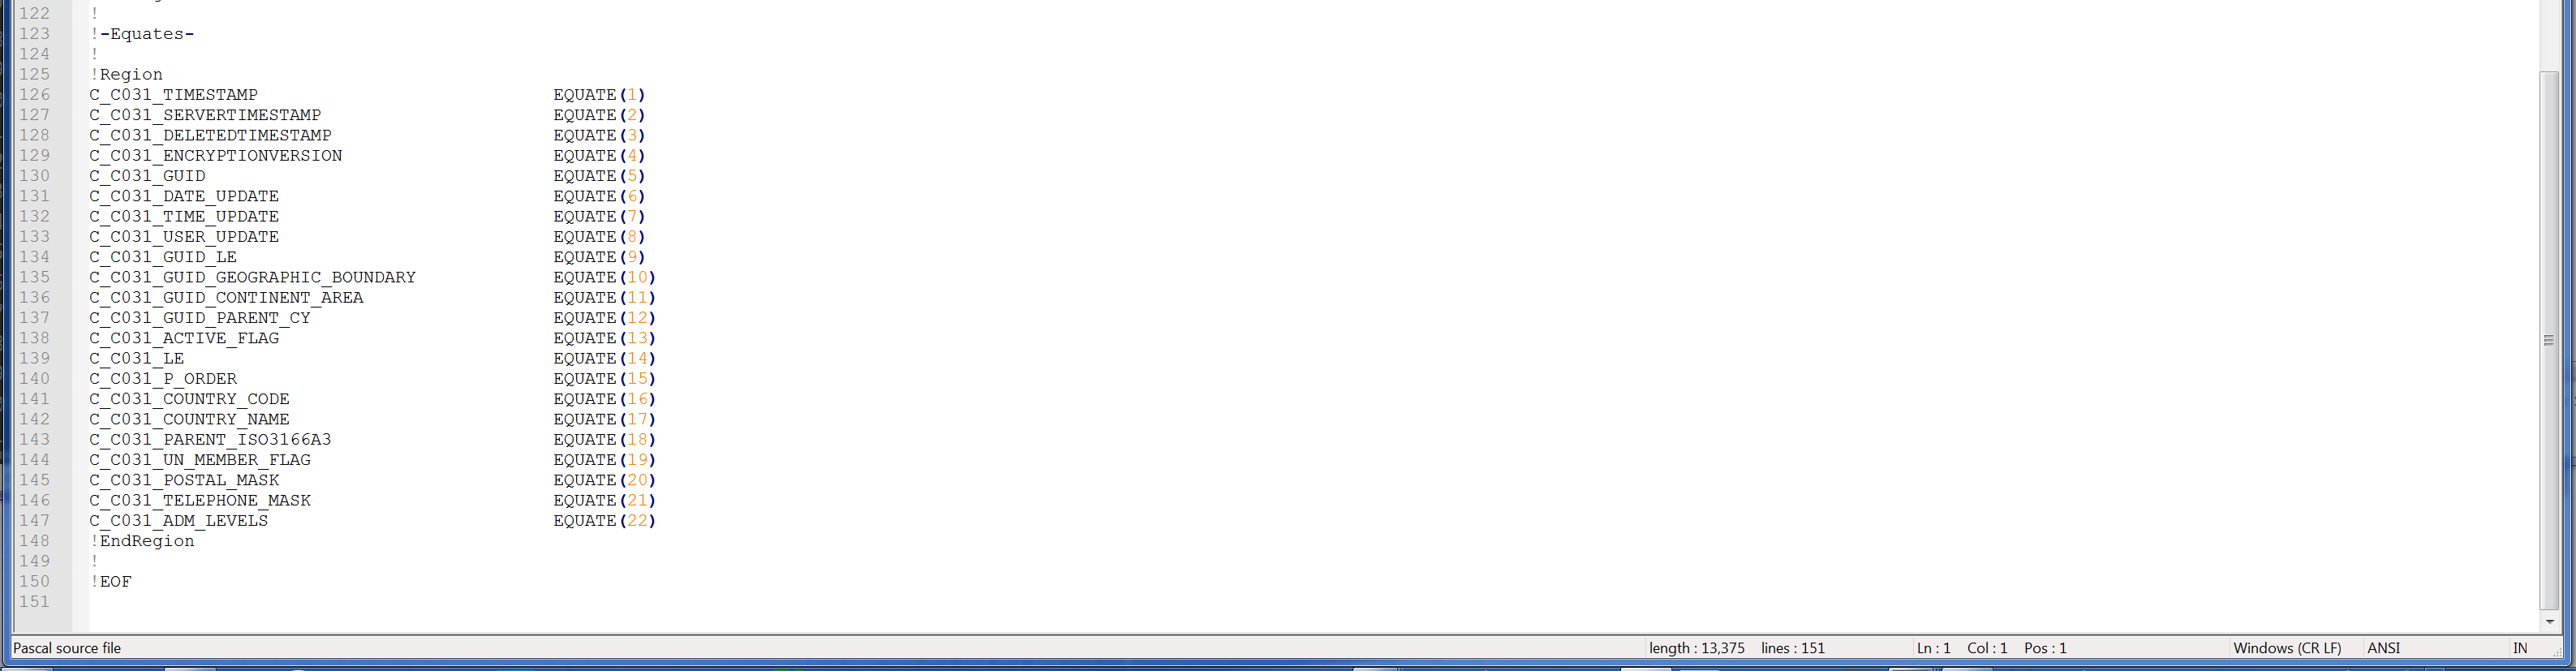 122 !
123 !-Equates-
124 !
125 !Region
126 C_C031_TIMESTAMP EQUATE(1)
127 C_C031_SERVERTIMESTAMP EQUATE(2)
128 C_C031_DELETEDTIMESTAMP EQUATE(3)
129 C_C031_ENCRYPTIONVERSION EQUATE(4)
130 C_C031_GUID EQUATE(5)
131 C_C031_DATE_UPDATE EQUATE(6)
132 C_C031_TIME_UPDATE EQUATE(7)
133 C_C031_USER_UPDATE EQUATE(8)
134 C_C031_GUID_LE EQUATE(9)
135 C_C031_GUID_GEOGRAPHIC_BOUNDARY EQUATE(10)
136 C_C031_GUID_CONTINENT_AREA EQUATE(11)
137 C_C031_GUID_PARENT_CY EQUATE(12)
138 C_C031_ACTIVE_FLAG EQUATE(13)
139 C_C031_LE EQUATE(14)
140 C_C031_P_ORDER EQUATE(15)
141 C_C031_COUNTRY_CODE EQUATE(16)
142 C_C031_COUNTRY_NAME EQUATE(17)
143 C_C031_PARENT_ISO3166A3 EQUATE(18)
144 C_C031_UN_MEMBER_FLAG EQUATE(19)
145 C_C031_POSTAL_MASK EQUATE(20)
146 C_C031_TELEPHONE_MASK EQUATE(21)
147 C_C031_ADM_LEVELS EQUATE(22)
148 !EndRegion
149 !
150 !EOF
151
Pascal source file length : 13,375 lines : 151 Ln : 1 Col : 1 Pos : 1 Windows (CR LF) ANSI IN